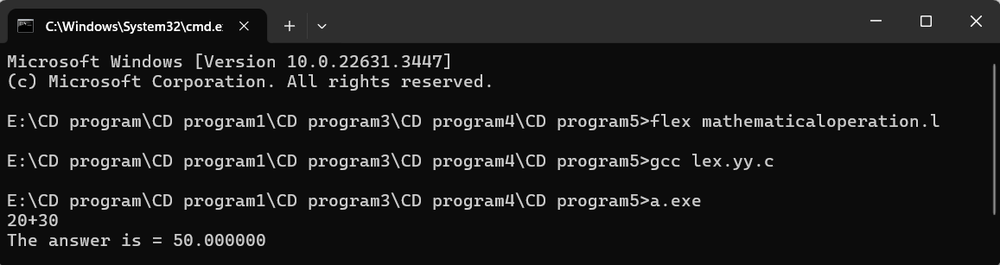 C:\Windows\System32\cmd.e
Microsoft Windows [Version 10.0.22631.3447]
(c) Microsoft Corporation. All rights reserved.
E:\CD program\CD program1\CD program3\CD program4\CD program5>flex mathematicaloperation.l
E:\CD program\CD program1\CD program3\CD program4\CD program5>gcc lex.yy.c
E:\CD program\CD program1\CD program3\CD program4\CD program5>a.exe
20+30
The answer is = 50.000000